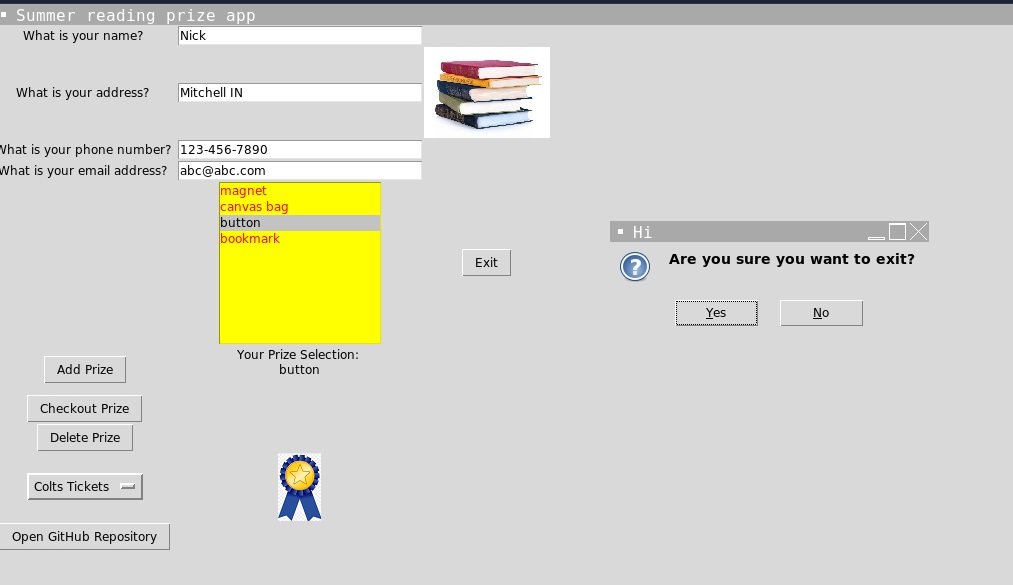 Summer reading prize app
What is your name? Nick
What is your address? Mitchell IN
What is your phone number? 123-456-7890
What is your email address? abc@abc.com
magnet
canvas bag
button
bookmark
Exit
Hi
Are you sure you want to exit?
Yes No
Your Prize Selection:
button
Add Prize
Checkout Prize
Delete Prize
Colts Tickets
Open GitHub Repository